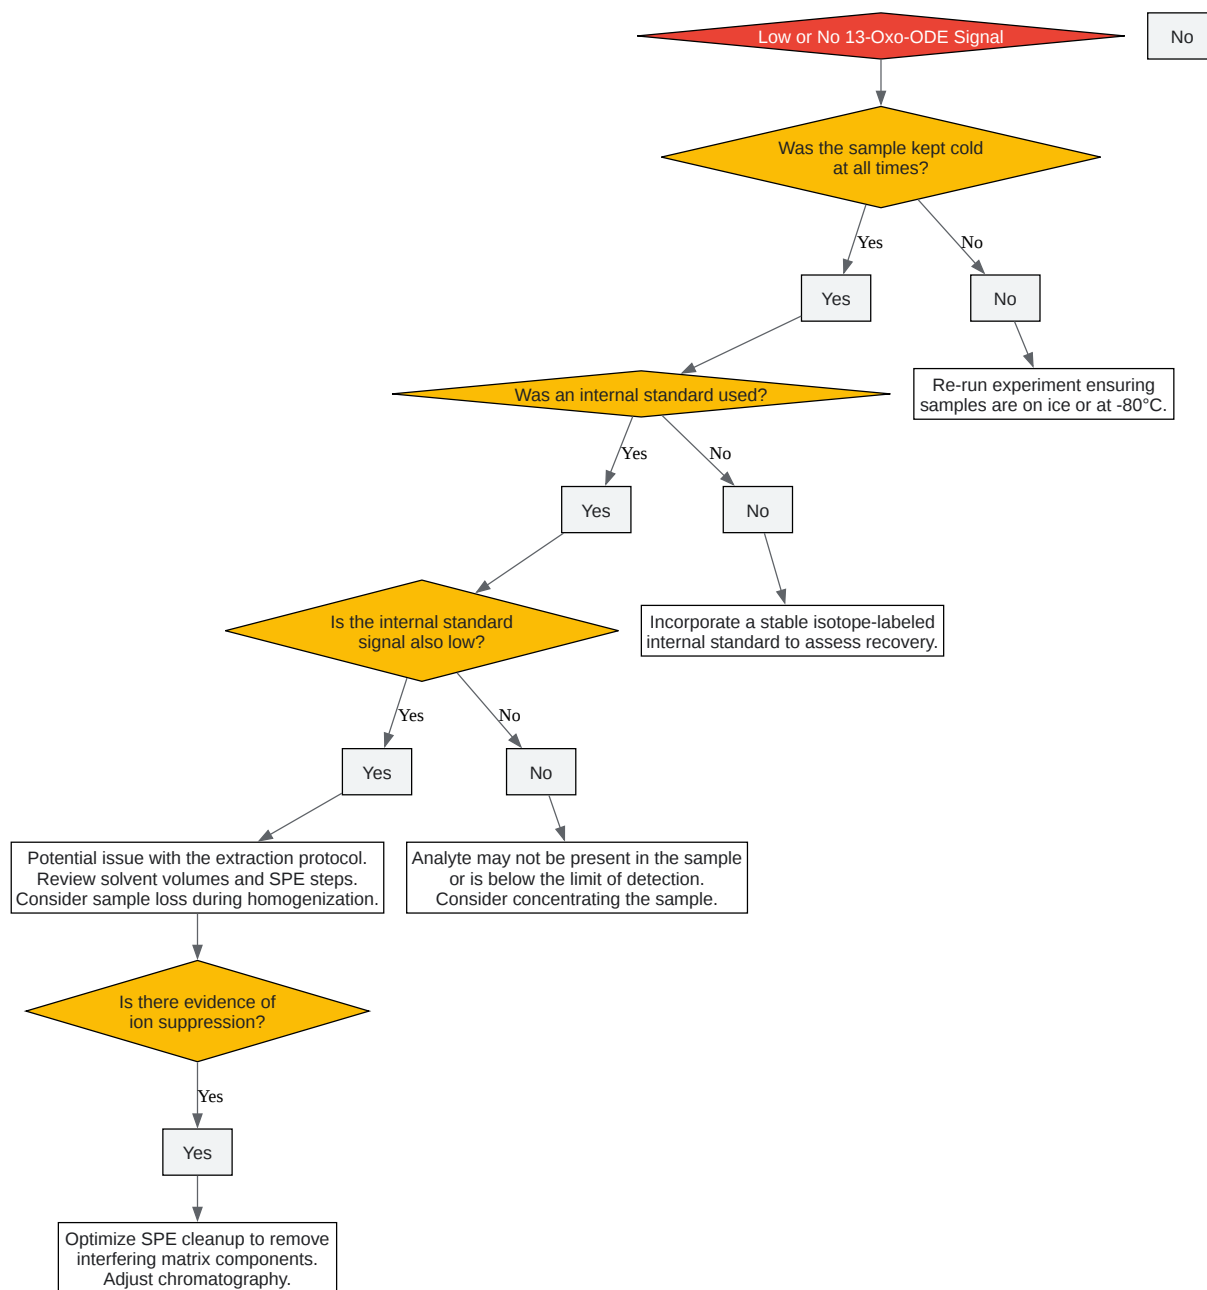 Low or No 13-Oxo-ODE Signal
No
Was the sample kept cold
at all times?
Yes
No
Yes
No
Re-run experiment ensuring
samples are on ice or at -80°C.
Was an internal standard used?
Yes
No
Yes
No
Incorporate a stable isotope-labeled
internal standard to assess recovery.
Is the internal standard
signal also low?
Yes
No
Yes
No
Potential issue with the extraction protocol.
Review solvent volumes and SPE steps.
Consider sample loss during homogenization.
Analyte may not be present in the sample
or is below the limit of detection.
Consider concentrating the sample.
Is there evidence of
ion suppression?
Yes
Yes
Optimize SPE cleanup to remove
interfering matrix components.
Adjust chromatography.